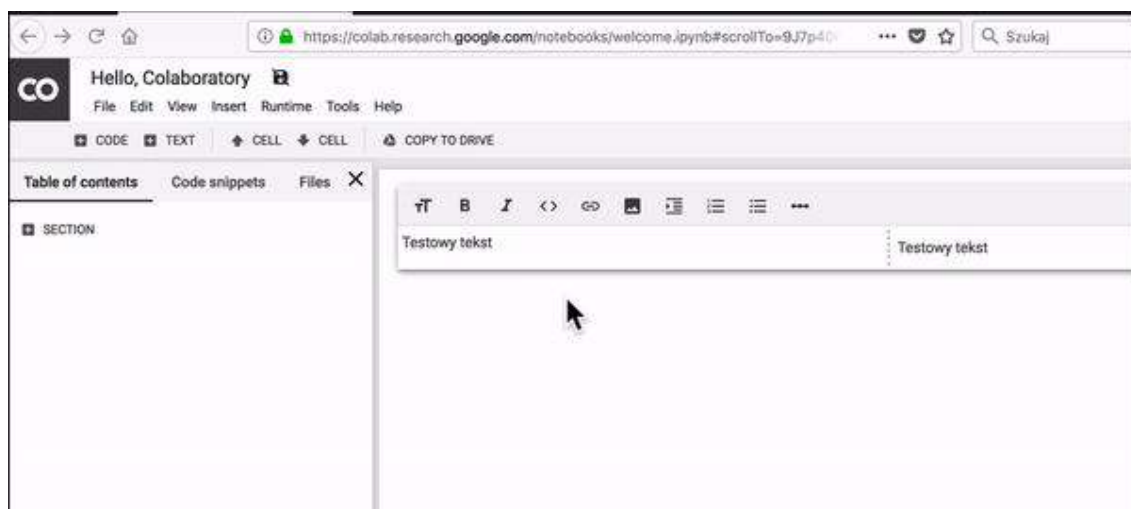 https://colab.research.google.com/notebooks/welcome.ipynb#scrollTo=9J7p40 Szukaj
CO Hello, Colaboratory
File Edit View Insert Runtime Tools Help
CODE TEXT CELL CELL COPY TO DRIVE
Table of contents Code snippets Files
B I
SECTION
Testowy tekst Testowy tekst